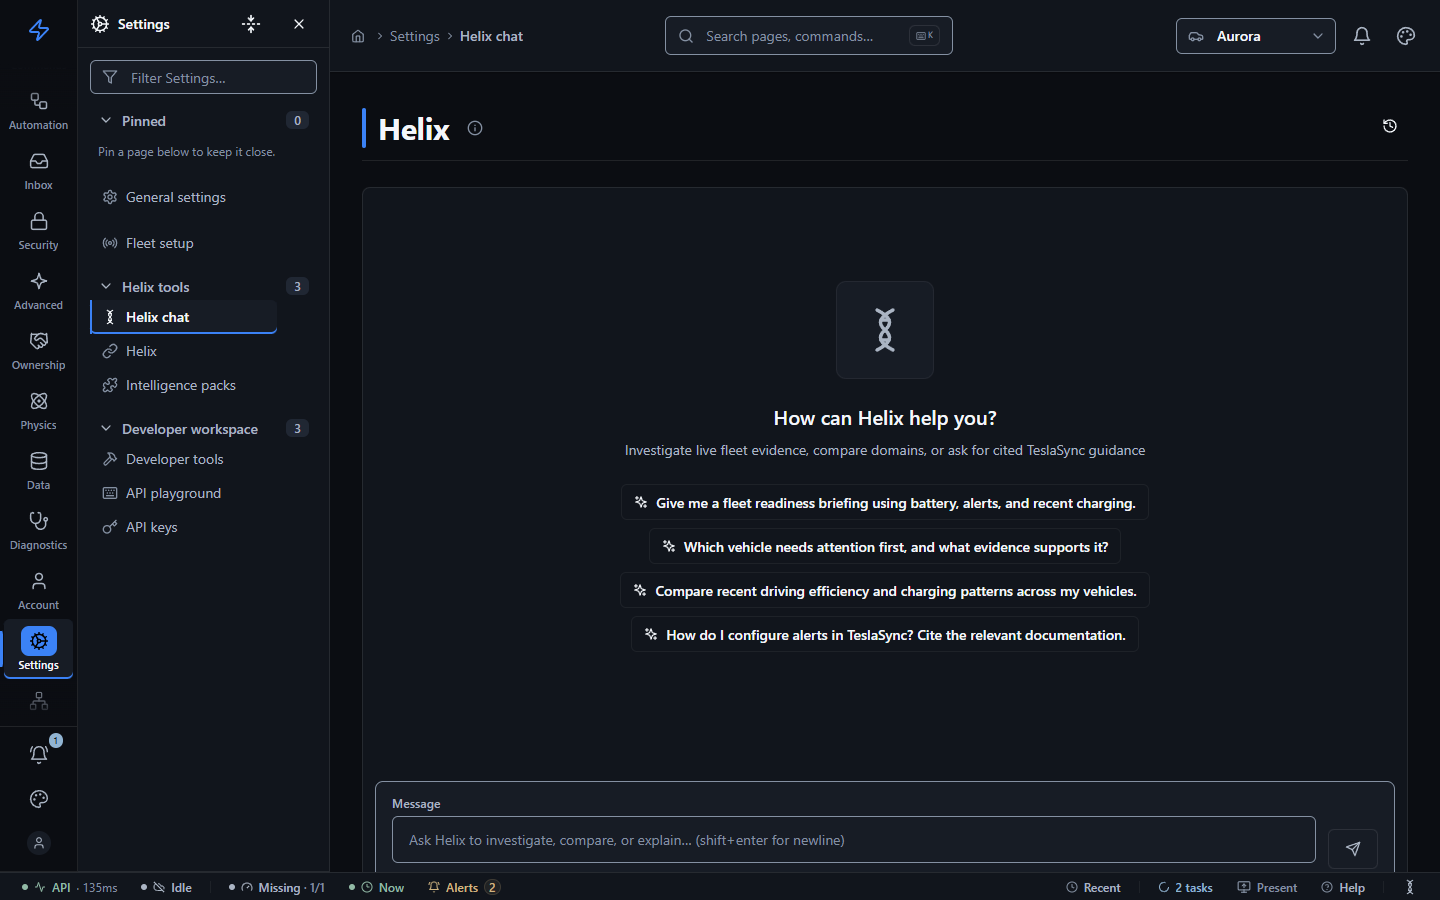 Settings
Settings
Helix chat
Search pages, commands...
K
Aurora
Filter Settings...
Pinned
0
Pin a page below to keep it close.
General settings
Fleet setup
Helix tools
3
Helix chat
Helix
Intelligence packs
Developer workspace
3
Developer tools
API playground
API keys
Automation
Inbox
Security
Advanced
Ownership
Physics
Data
Diagnostics
Account
Settings
1
Helix
How can Helix help you?
Investigate live fleet evidence, compare domains, or ask for cited TeslaSync guidance
Give me a fleet readiness briefing using battery, alerts, and recent charging.
Which vehicle needs attention first, and what evidence supports it?
Compare recent driving efficiency and charging patterns across my vehicles.
How do I configure alerts in TeslaSync? Cite the relevant documentation.
Message
Ask Helix to investigate, compare, or explain... (shift+enter for newline)
API · 135ms
Idle
Missing · 1/1
Now
Alerts 2
Recent
2 tasks
Present
Help